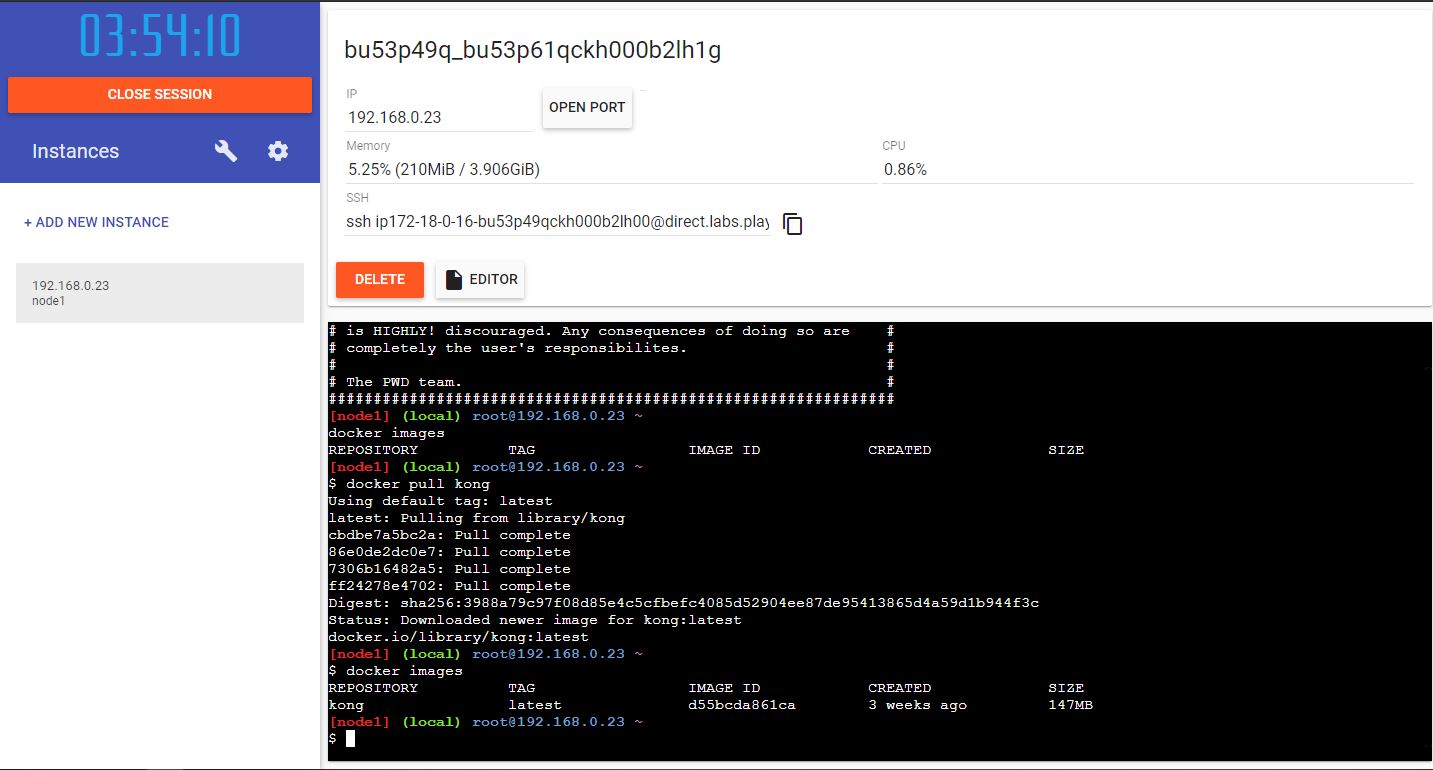 03:54:10
CLOSE SESSION
Instances
+ ADD NEW INSTANCE
192.168.0.23
node1
bu53p49q_bu53p61qckh000b2lh1g
IP
192.168.0.23
OPEN PORT
Memory
5.25% (210MiB / 3.906GiB)
CPU
0.86%
SSH
ssh ip172-18-0-16-bu53p49qckh000b2lh00@direct.labs.play
DELETE
EDITOR
# is HIGHLY! discouraged. Any consequences of doing so are    #
# completely the user's responsibilites.                      #
#                                                             #
# The PWD team.                                               #
###############################################################
[node1] (local) root@192.168.0.23 ~
docker images
REPOSITORY          TAG                 IMAGE ID            CREATED             SIZE
[node1] (local) root@192.168.0.23 ~
$ docker pull kong
Using default tag: latest
latest: Pulling from library/kong
cbdbe7a5bc2a: Pull complete
86e0de2dc0e7: Pull complete
7306b16482a5: Pull complete
ff24278e4702: Pull complete
Digest: sha256:3988a79c97f08d85e4c5cfbefc4085d52904ee87de95413865d4a59d1b944f3c
Status: Downloaded newer image for kong:latest
docker.io/library/kong:latest
[node1] (local) root@192.168.0.23 ~
$ docker images
REPOSITORY          TAG                 IMAGE ID            CREATED             SIZE
kong                latest              d55bcda861ca        3 weeks ago         147MB
[node1] (local) root@192.168.0.23 ~
$